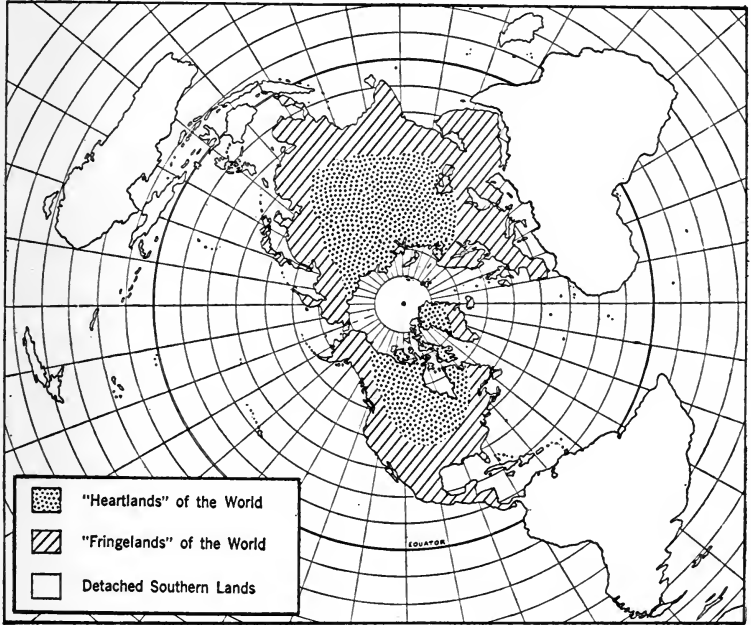 EQUATOR
"Heartlands" of the World
"Fringelands" of the World
Detached Southern Lands